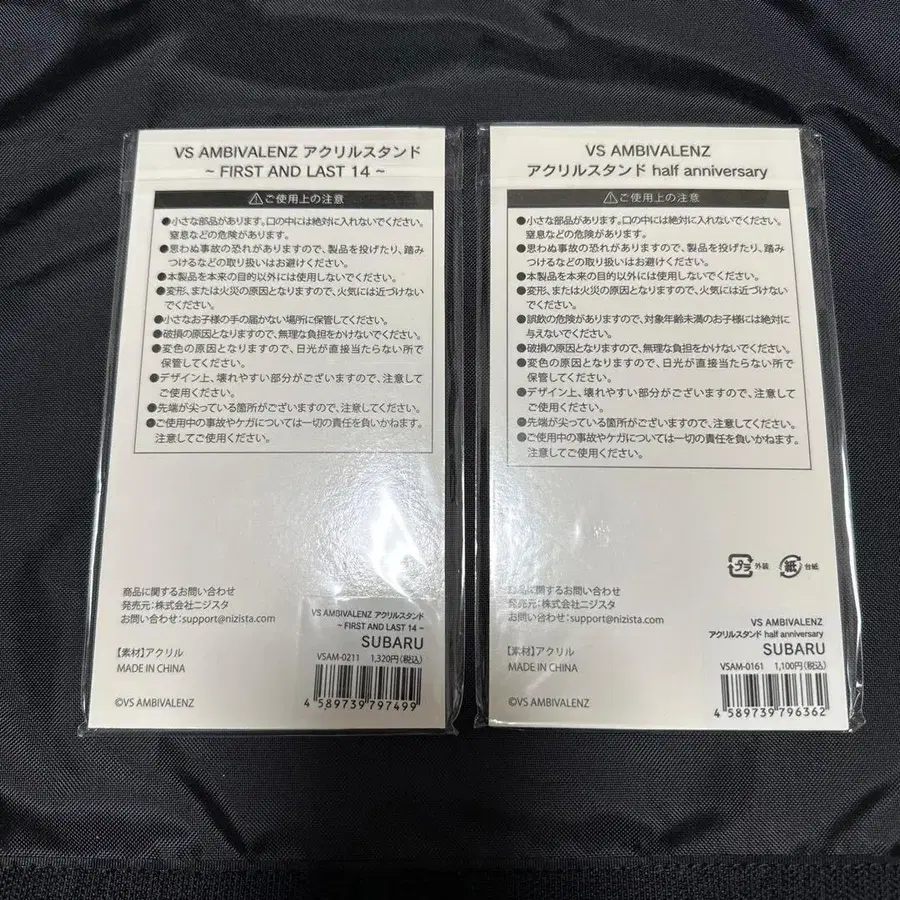 VS AMBIVALENZ アクリルスタンド
~ FIRST AND LAST 14 ~
⚠ご使用上の注意
●小さな部品があります。口の中には絶対に入れないでください。
窒息などの危険があります。
●思わぬ事故の恐れがありますので、製品を投げたり、踏み
つけるなどの取り扱いはお避けください。
●本製品を本来の目的以外には使用しないでください。
●変形、または火災の原因となりますので、火気には近づけない
でください。
●小さなお子様の手の届かない場所に保管してください。
●破損の原因となりますので、無理な負担をかけないでください。
●変色の原因となりますので、日光が直接当たらない所で
保管してください。
●デザイン上、壊れやすい部分がございますので、注意して
ご使用ください。
●先端が尖っている箇所がございますので、注意してください。
●ご使用中の事故やケガについては一切の責任を負いかねます。
注意してご使用ください。
商品に関するお問い合わせ
発売元:株式会社ニジスタ
お問い合わせ:support@nizista.com
【素材】アクリル
MADE IN CHINA
©VS AMBIVALENZ
VS AMBIVALENZ アクリルスタンド
~ FIRST AND LAST 14 ~
SUBARU
VSAM-0211 1,320円(税込)
4 589739 797499
VS AMBIVALENZ
アクリルスタンド half anniversary
⚠ご使用上の注意
●小さな部品があります。口の中には絶対に入れないでください。
窒息などの危険があります。
●思わぬ事故の恐れがありますので、製品を投げたり、踏み
つけるなどの取り扱いはお避けください。
●本製品を本来の目的以外には使用しないでください。
●変形、または火災の原因となりますので、火気には近づけない
でください。
●誤飲の危険がありますので、対象年齢未満のお子様には絶対に
与えないでください。
●破損の原因となりますので、無理な負担をかけないでください。
●変色の原因となりますので、日光が直接当たらない所で
保管してください。
●デザイン上、壊れやすい部分がございますので、注意して
ご使用ください。
●先端が尖っている箇所がございますので、注意してください。
●ご使用中の事故やケガについては一切の責任を負いかねます。
注意してご使用ください。
プラ 外装 紙 台紙
商品に関するお問い合わせ
発売元:株式会社ニジスタ
お問い合わせ:support@nizista.com
【素材】アクリル
MADE IN CHINA
©VS AMBIVALENZ
VS AMBIVALENZ
アクリルスタンド half anniversary
SUBARU
VSAM-0161 1,100円(税込)
4 589739 796362